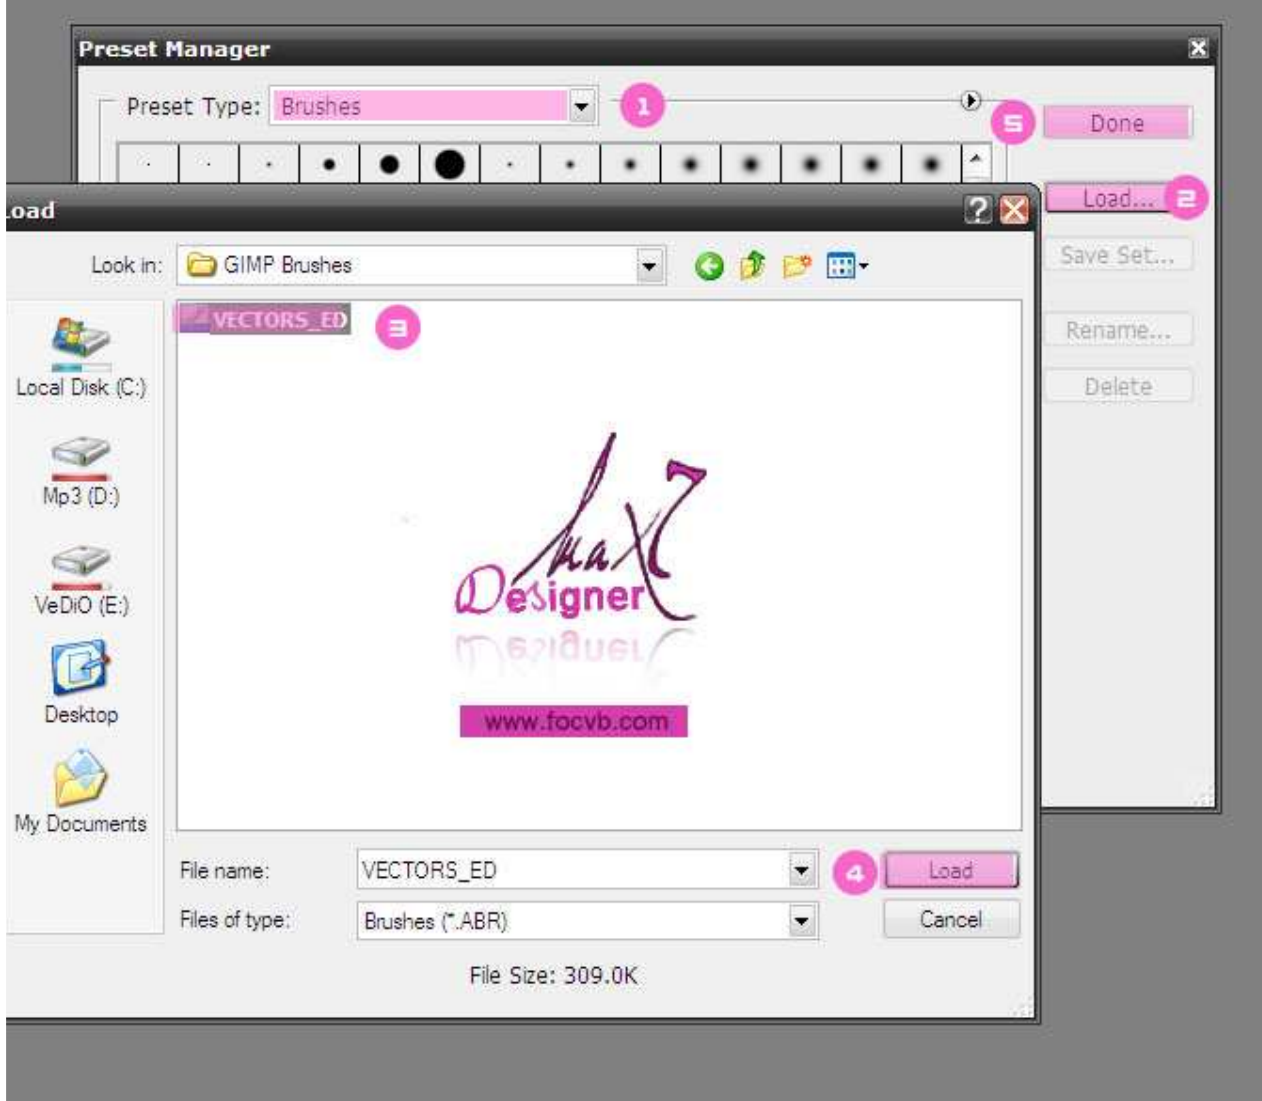 Preset Manager
Preset Type: Brushes
1
5
Done
Load...
2
Save Set...
Rename...
Delete
Load
?
Look in: GIMP Brushes
VECTORS_ED
3
Local Disk (C:)
Mp3 (D:)
VeDiO (E:)
Desktop
My Documents
max
Designer
www.focvb.com
File name: VECTORS_ED
4
Load
Files of type: Brushes (*.ABR)
Cancel
File Size: 309.0K